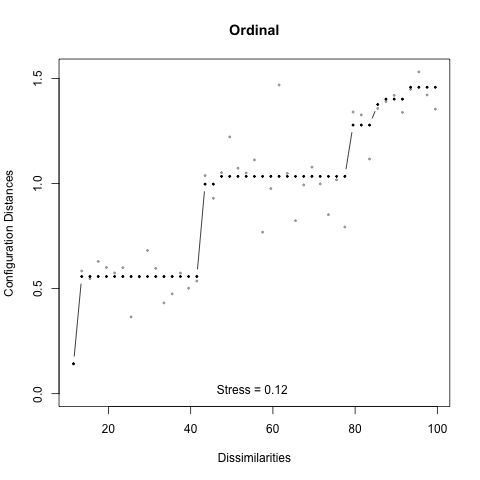 Ordinal
Configuration Distances
1.5
1.0
0.5
0.0
Stress = 0.12
20 40 60 80 100
Dissimilarities